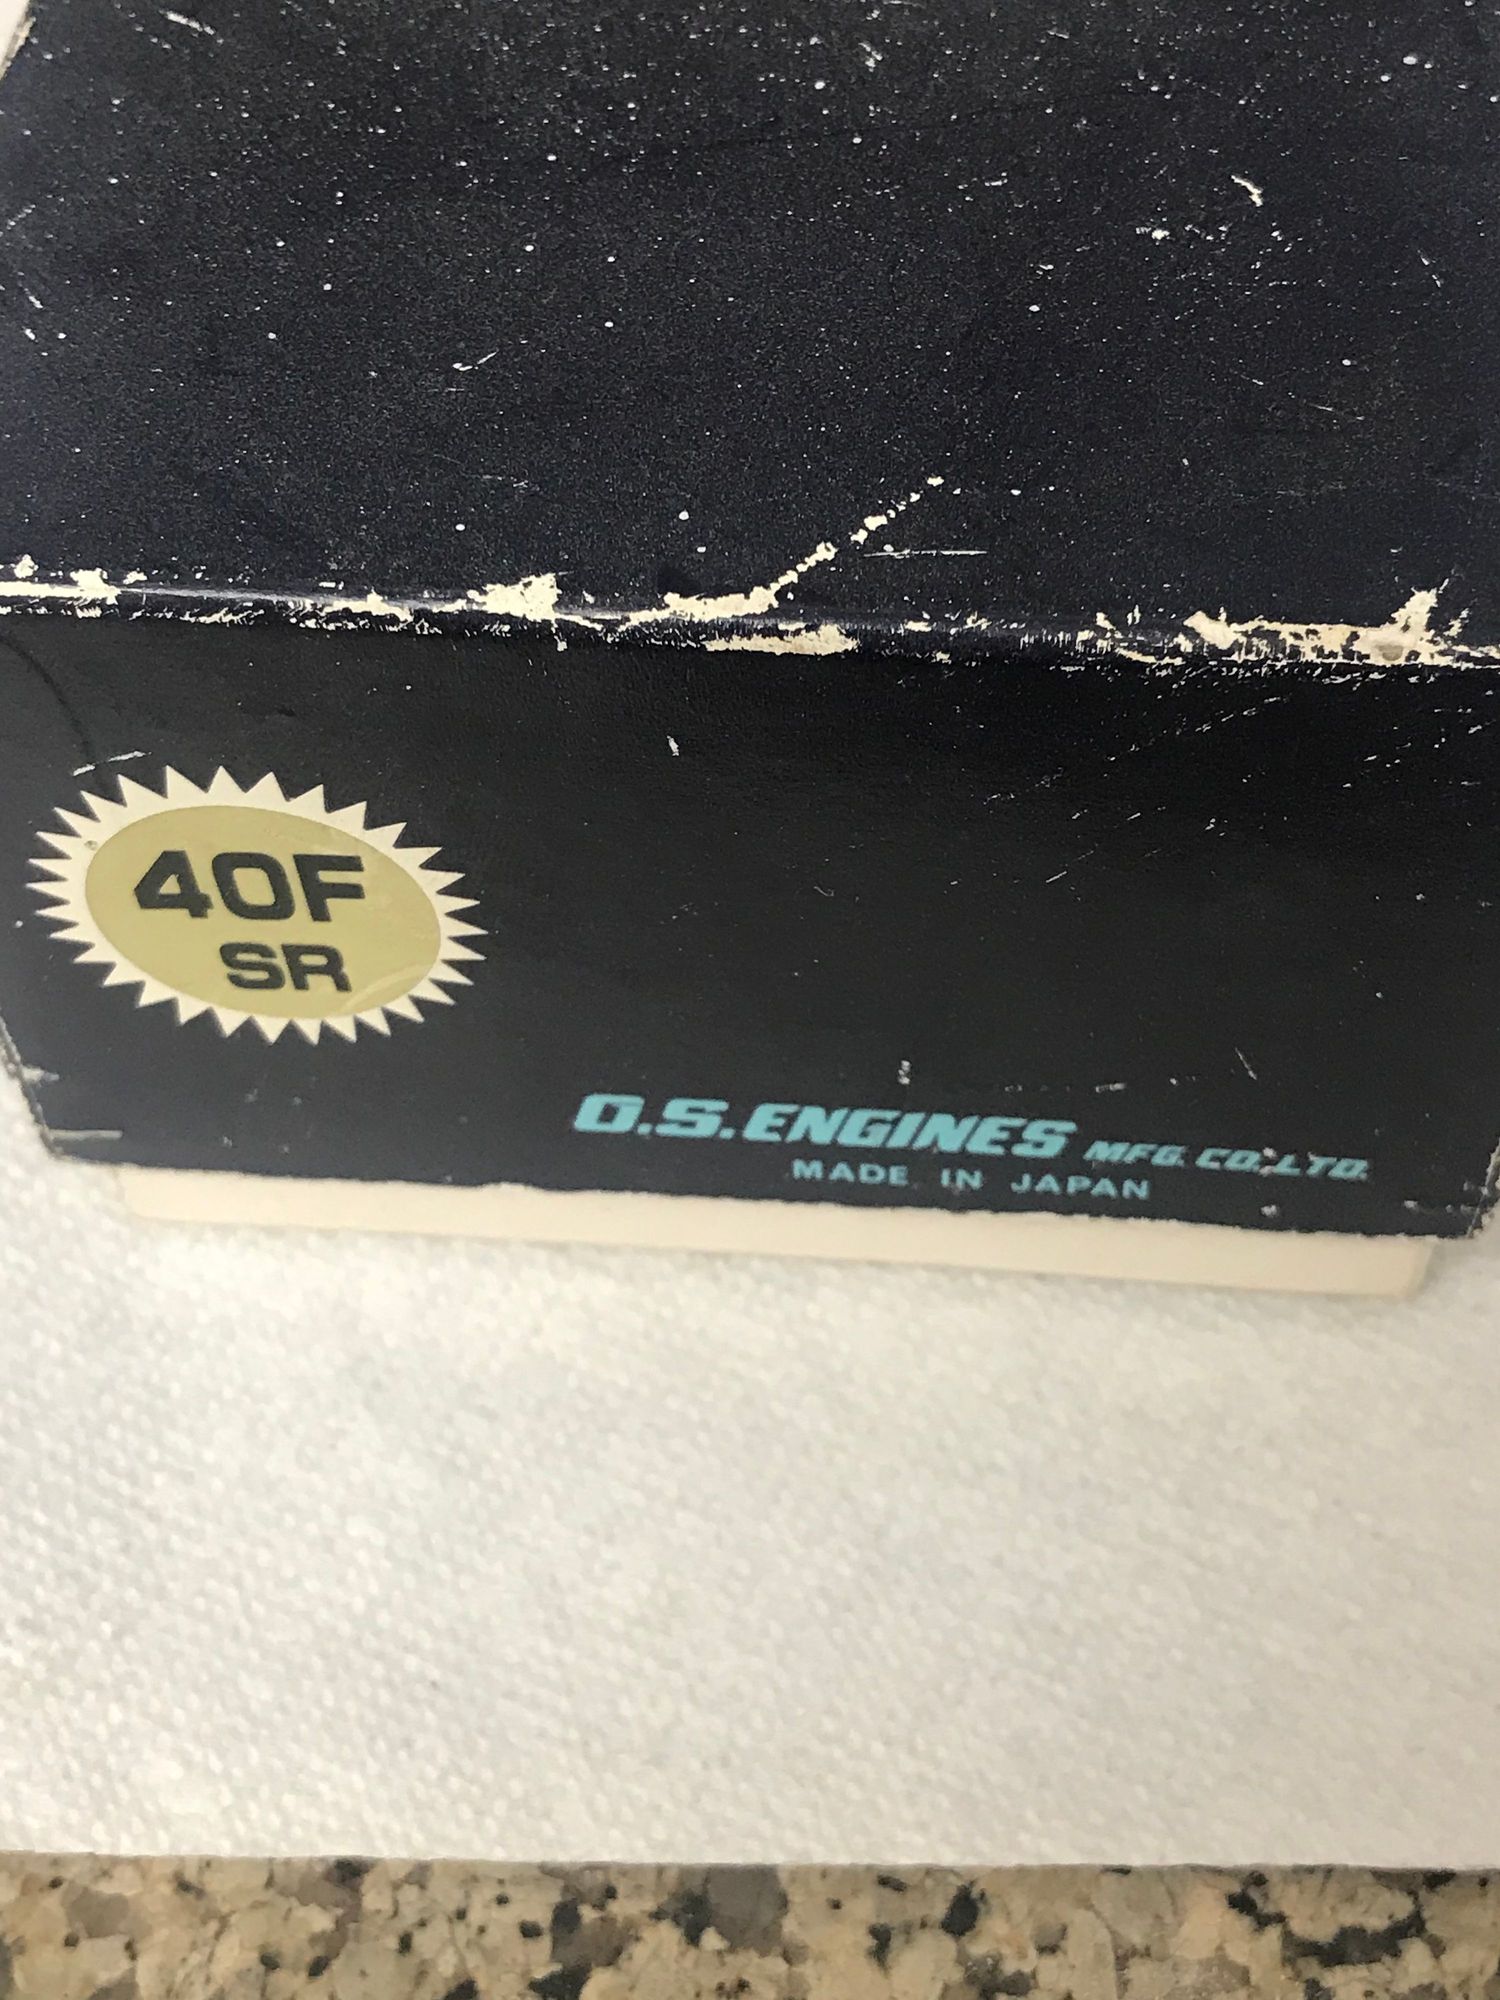 40F
SR
O.S.ENGINES MFG. CO.,LTD.
MADE IN JAPAN